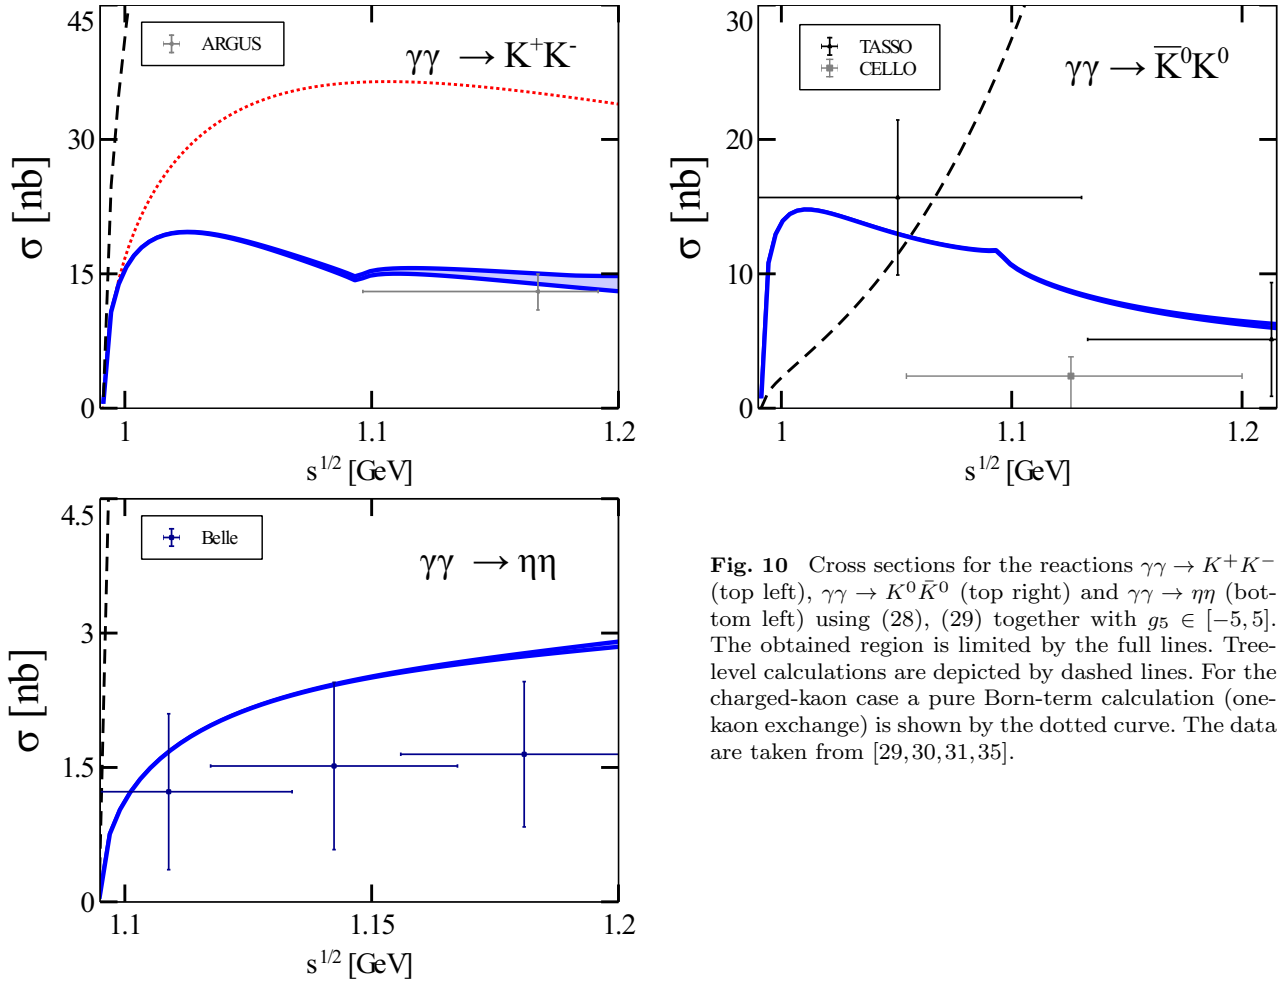 45
30
15
0
σ [nb]
ARGUS
γγ → K⁺K⁻
1
1.1
1.2
s^{1/2} [GeV]
30
20
10
0
σ [nb]
TASSO
CELLO
γγ → K̅⁰K⁰
1
1.1
1.2
s^{1/2} [GeV]
4.5
3
1.5
0
σ [nb]
Belle
γγ → ηη
1.1
1.15
1.2
s^{1/2} [GeV]
Fig. 10 Cross sections for the reactions γγ → K⁺K⁻
(top left), γγ → K⁰K̄⁰ (top right) and γγ → ηη (bot-
tom left) using (28), (29) together with g₅ ∈ [−5, 5].
The obtained region is limited by the full lines. Tree-
level calculations are depicted by dashed lines. For the
charged-kaon case a pure Born-term calculation (one-
kaon exchange) is shown by the dotted curve. The data
are taken from [29,30,31,35].